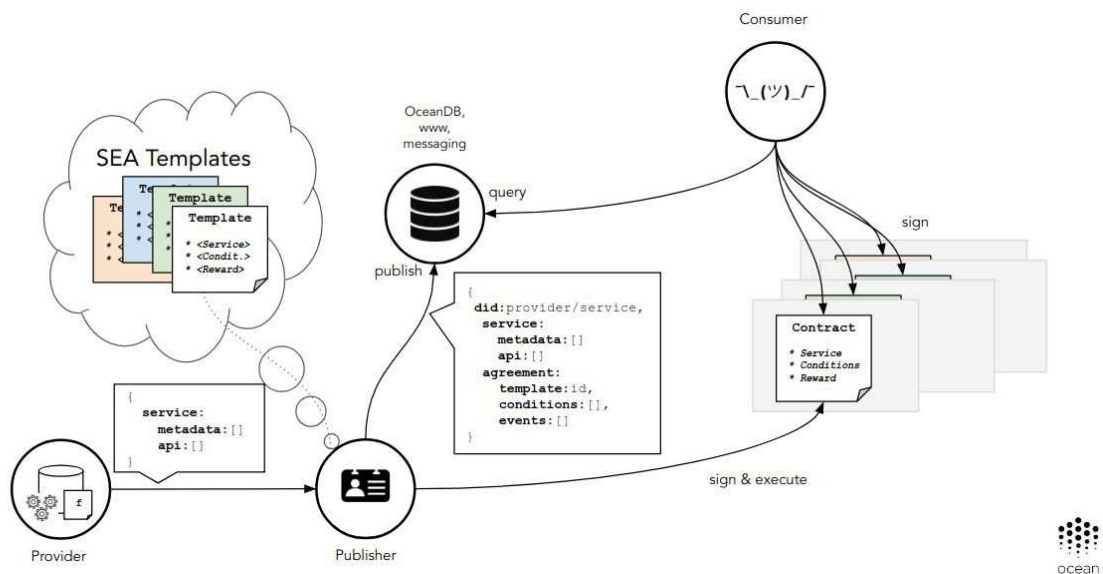 Consumer
¯\_(ツ)_/¯
OceanDB,
www,
messaging
SEA Templates
Template
Template
* <Service>
* <Condit.>
* <Reward>
query
publish
sign
{
did:provider/service,
service:
metadata:[]
api:[]
agreement:
template:id,
conditions:[],
events:[]
}
Contract
* Service
* Conditions
* Reward
{
service:
metadata:[]
api:[]
}
f
sign & execute
Provider
Publisher
ocean